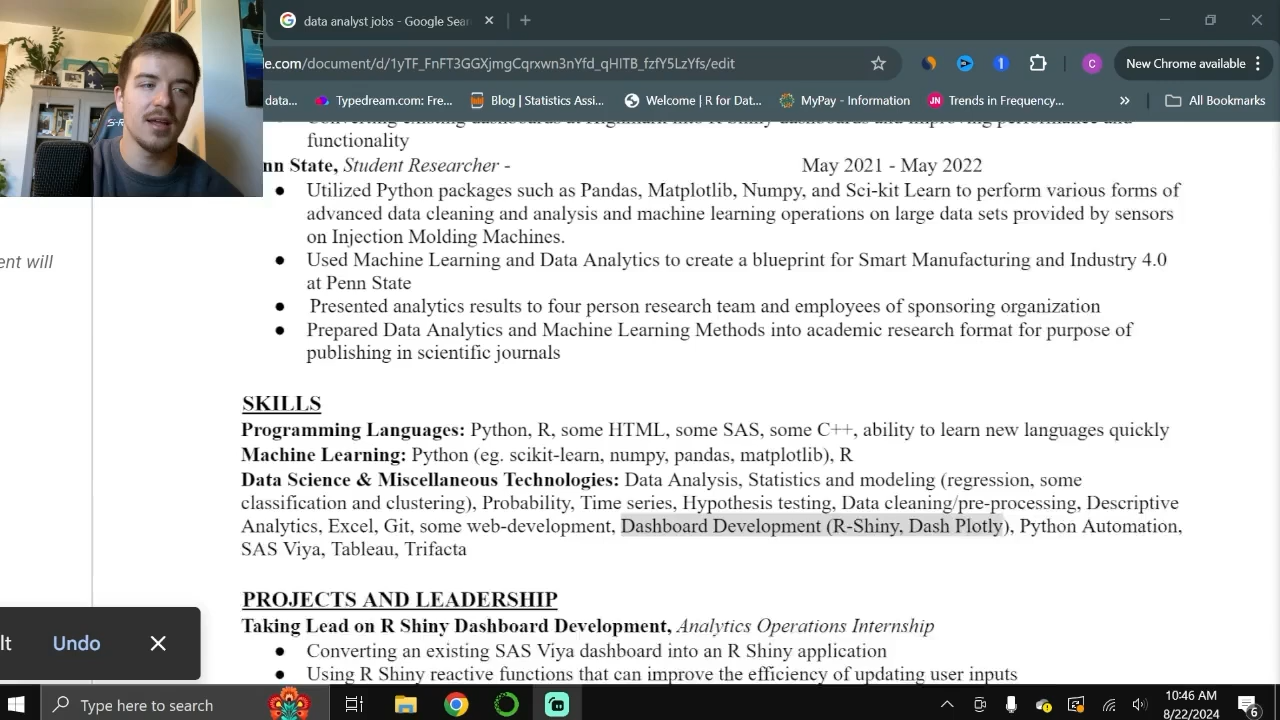 data analyst jobs - Google Sear
le.com/document/d/1yTF_FnFT3GGXjmgCqrxwn3nYfd_qHlTB_fzfY5LzYfs/edit
New Chrome available
data...
Typedream.com: Fre...
Blog | Statistics Assi...
Welcome | R for Dat...
MyPay - Information
JN Trends in Frequency...
All Bookmarks
functionality
nn State, Student Researcher - May 2021 - May 2022
● Utilized Python packages such as Pandas, Matplotlib, Numpy, and Sci-kit Learn to perform various forms of
advanced data cleaning and analysis and machine learning operations on large data sets provided by sensors
on Injection Molding Machines.
● Used Machine Learning and Data Analytics to create a blueprint for Smart Manufacturing and Industry 4.0
at Penn State
● Presented analytics results to four person research team and employees of sponsoring organization
● Prepared Data Analytics and Machine Learning Methods into academic research format for purpose of
publishing in scientific journals
ent will
SKILLS
Programming Languages: Python, R, some HTML, some SAS, some C++, ability to learn new languages quickly
Machine Learning: Python (eg. scikit-learn, numpy, pandas, matplotlib), R
Data Science & Miscellaneous Technologies: Data Analysis, Statistics and modeling (regression, some
classification and clustering), Probability, Time series, Hypothesis testing, Data cleaning/pre-processing, Descriptive
Analytics, Excel, Git, some web-development, Dashboard Development (R-Shiny, Dash Plotly), Python Automation,
SAS Viya, Tableau, Trifacta
PROJECTS AND LEADERSHIP
Taking Lead on R Shiny Dashboard Development, Analytics Operations Internship
● Converting an existing SAS Viya dashboard into an R Shiny application
● Using R Shiny reactive functions that can improve the efficiency of updating user inputs
lt Undo
Type here to search
10:46 AM
8/22/2024
6